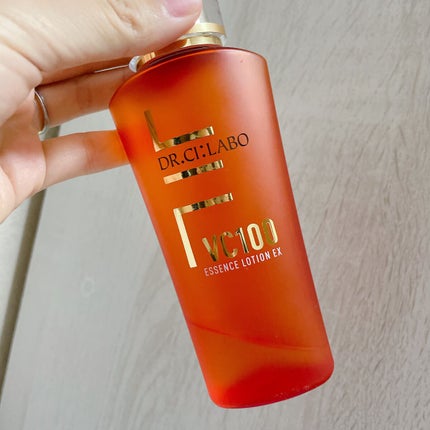 DR.CI:LABO
VC100
ESSENCE LOTION EX